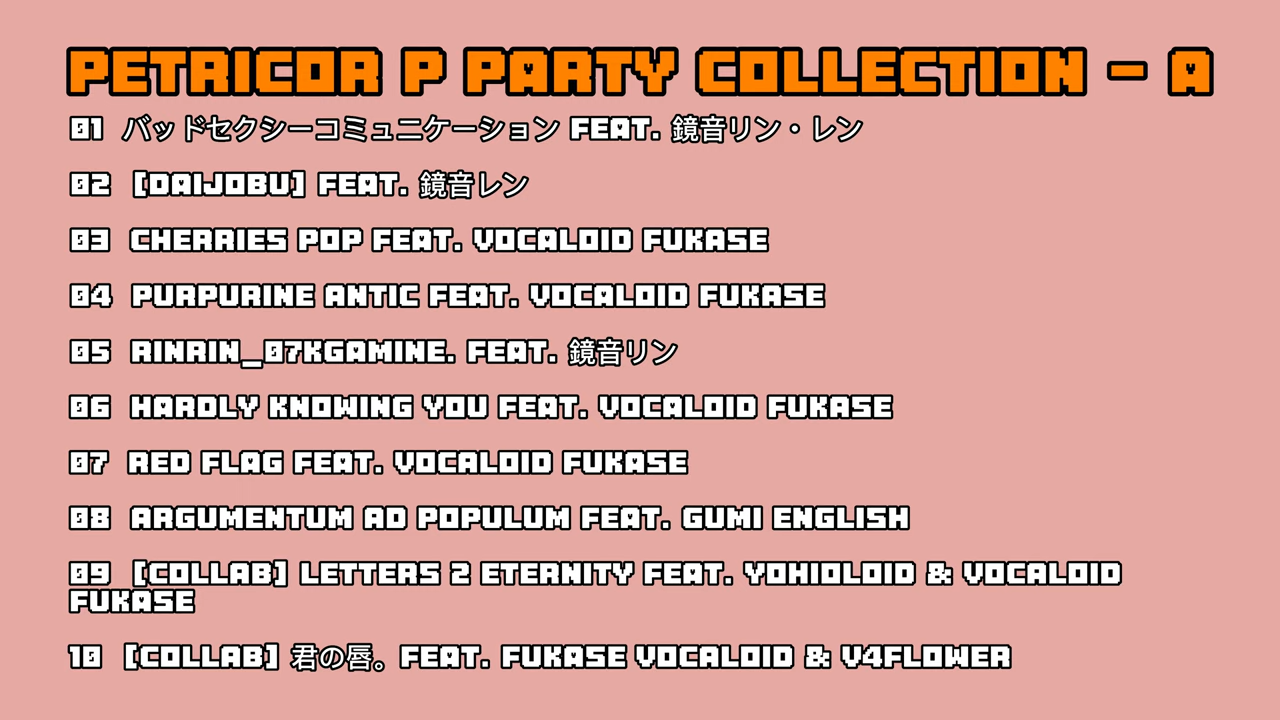 PETRICOR P PARTY COLLECTION - A
01 バッドセクシーコミュニケーション FEAT. 鏡音リン・レン
02 [DAIJOBU] FEAT. 鏡音レン
03 CHERRIES POP FEAT. VOCALOID FUKASE
04 PURPURINE ANTIC FEAT. VOCALOID FUKASE
05 RINRIN_07KGAMINE. FEAT. 鏡音リン
06 HARDLY KNOWING YOU FEAT. VOCALOID FUKASE
07 RED FLAG FEAT. VOCALOID FUKASE
08 ARGUMENTUM AD POPULUM FEAT. GUMI ENGLISH
09 [COLLAB] LETTERS 2 ETERNITY FEAT. YOHIOLOID & VOCALOID
FUKASE
10 [COLLAB] 君の唇。FEAT. FUKASE VOCALOID & V4FLOWER